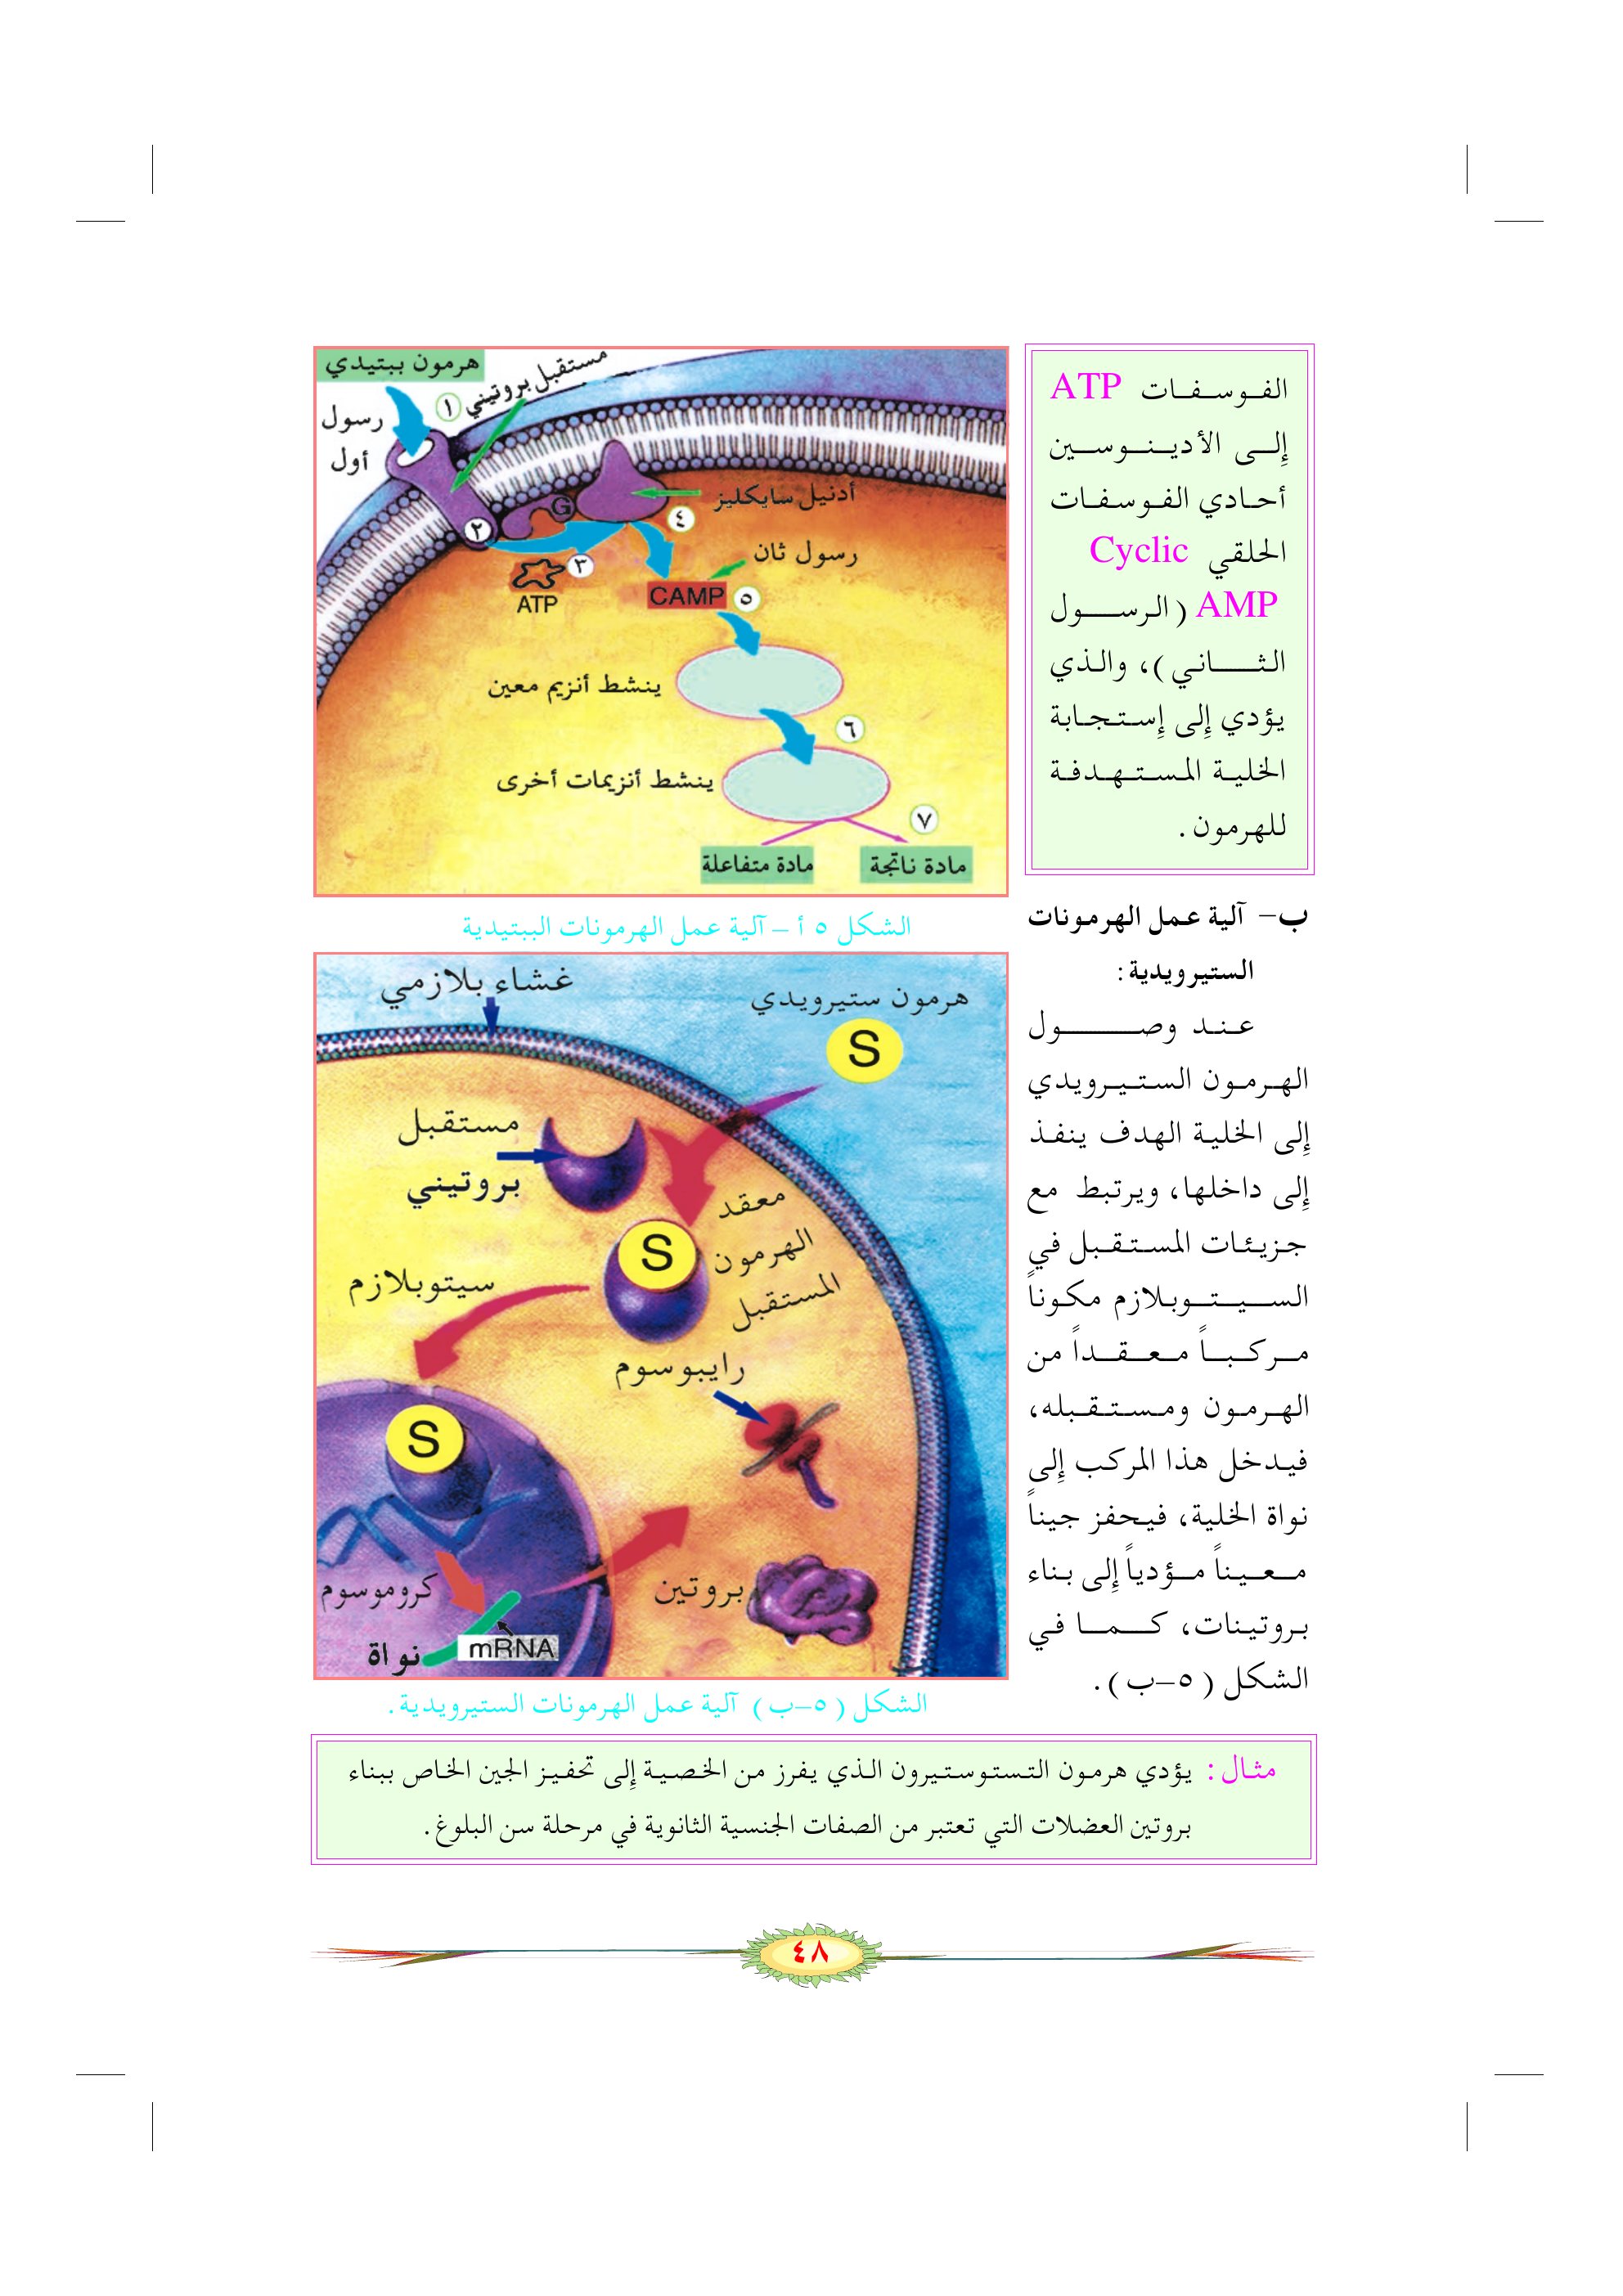 الفوسفات ATP
إلى الأدينوسين
أحادي الفوسفات
الحلقي Cyclic
AMP (الرسول
الثاني)، والذي
يؤدي إلى إستجابة
الخلية المستهدفة
للهرمون.
هرمون ببتيدي
مستقبل بروتيني
١
رسول
أول
G
٢
أدنيل سايكليز
٤
٣
رسول ثان
ATP
CAMP
٥
ينشط أنزيم معين
٦
ينشط أنزيمات أخرى
٧
مادة ناتجة
مادة متفاعلة
الشكل ٥ أ – آلية عمل الهرمونات الببتيدية
ب- آلية عمل الهرمونات
الستيرويدية:
عند وصول
الهرمون الستيرويدي
إلى الخلية الهدف ينفذ
إلى داخلها، ويرتبط مع
جزيئات المستقبل في
السيتوبلازم مكوناً
مركباً معقداً من
الهرمون ومستقبله،
فيدخل هذا المركب إلى
نواة الخلية، فيحفز جيناً
معيناً مؤدياً إلى بناء
بروتينات، كما في
الشكل (٥-ب).
غشاء بلازمي
هرمون ستيرويدي
S
مستقبل
بروتيني
معقد
الهرمون
المستقبل
S
سيتوبلازم
رايبوسوم
S
كروموسوم
بروتين
mRNA
نواة
الشكل (٥-ب) آلية عمل الهرمونات الستيرويدية.
مثال: يؤدي هرمون التستوستيرون الذي يفرز من الخصية إلى تحفيز الجين الخاص ببناء
بروتين العضلات التي تعتبر من الصفات الجنسية الثانوية في مرحلة سن البلوغ.
٤٨